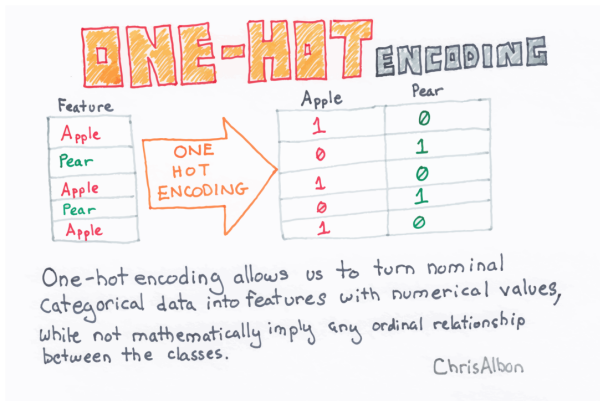 ONE-HOT ENCODING
Feature
Apple
Pear
Apple
Pear
Apple
ONE
HOT
ENCODING
Apple Pear
1 0
0 1
1 0
0 1
1 0
One-hot encoding allows us to turn nominal
categorical data into features with numerical values,
while not mathematically imply any ordinal relationship
between the classes.
ChrisAlbon